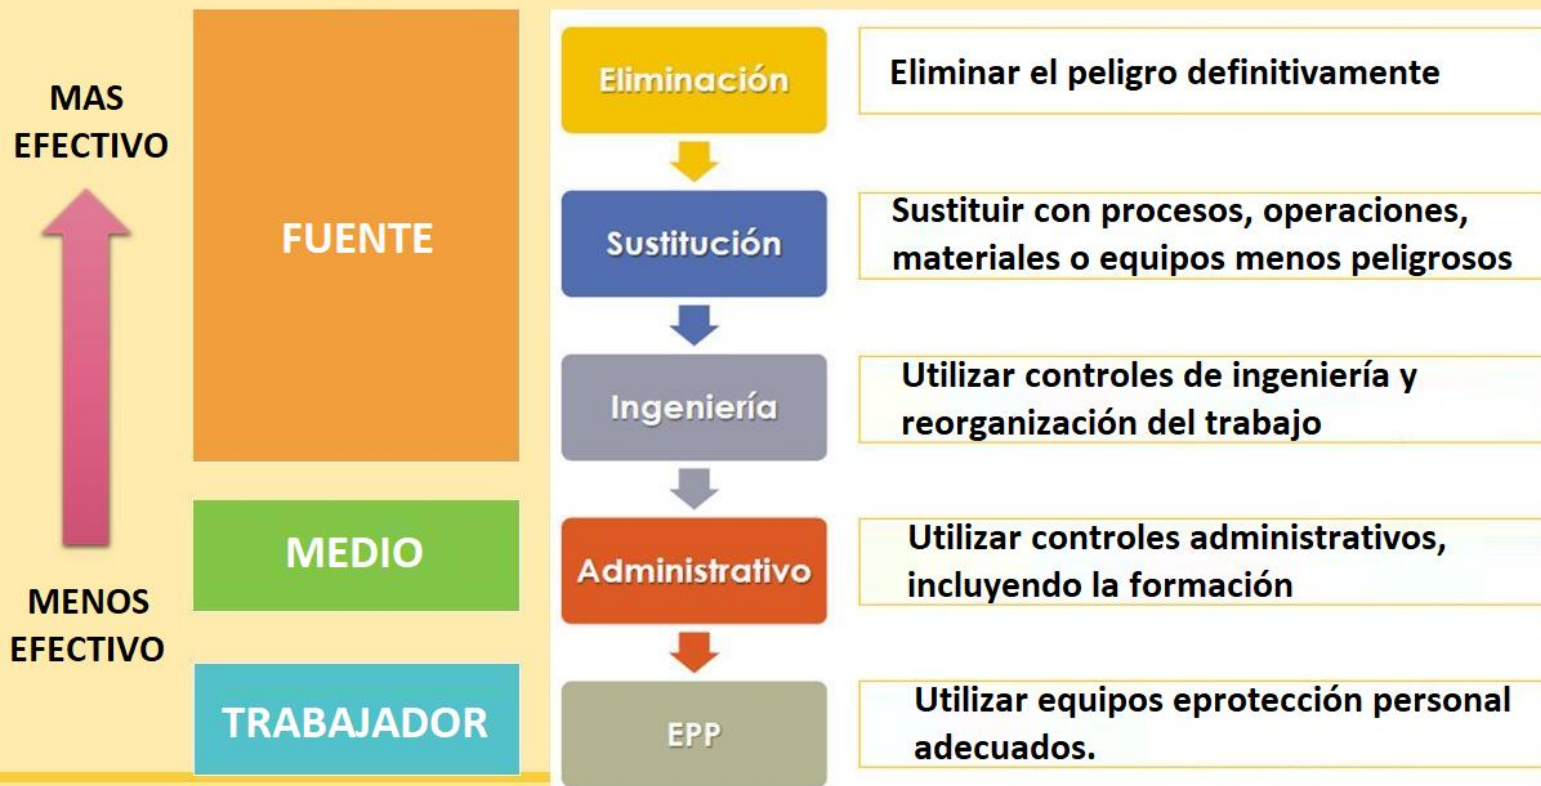 MAS
EFECTIVO
MENOS
EFECTIVO
FUENTE
MEDIO
TRABAJADOR
Eliminación
Eliminar el peligro definitivamente
Sustitución
Sustituir con procesos, operaciones,
materiales o equipos menos peligrosos
Ingeniería
Utilizar controles de ingeniería y
reorganización del trabajo
Administrativo
Utilizar controles administrativos,
incluyendo la formación
EPP
Utilizar equipos eprotección personal
adecuados.